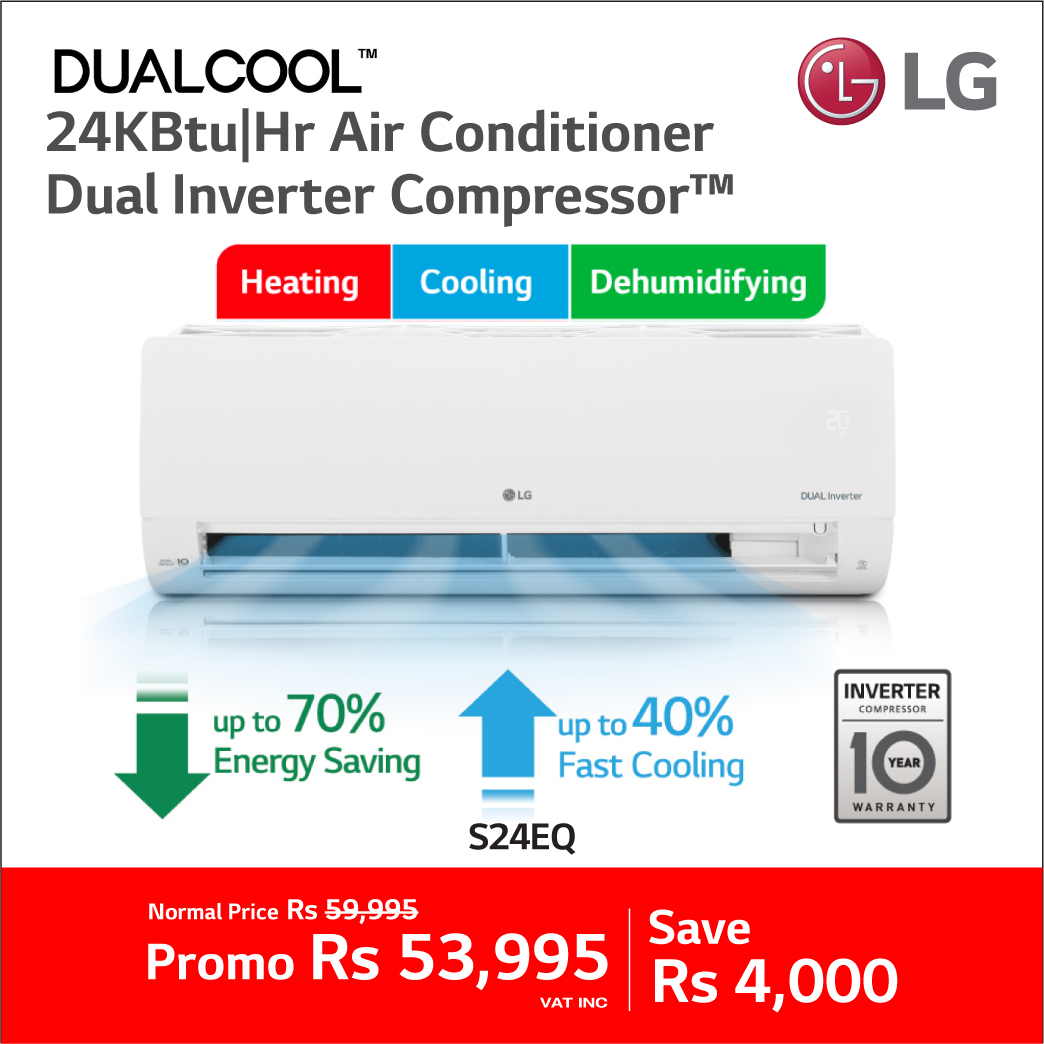 DUALCOOL™
LG
24KBtu|Hr Air Conditioner
Dual Inverter Compressor™
Heating Cooling Dehumidifying
20
LG
DUAL Inverter
10
up to 70%
Energy Saving
up to 40%
Fast Cooling
INVERTER
COMPRESSOR
10 YEAR
WARRANTY
S24EQ
Normal Price Rs 59,995
Promo Rs 53,995
VAT INC
Save
Rs 4,000